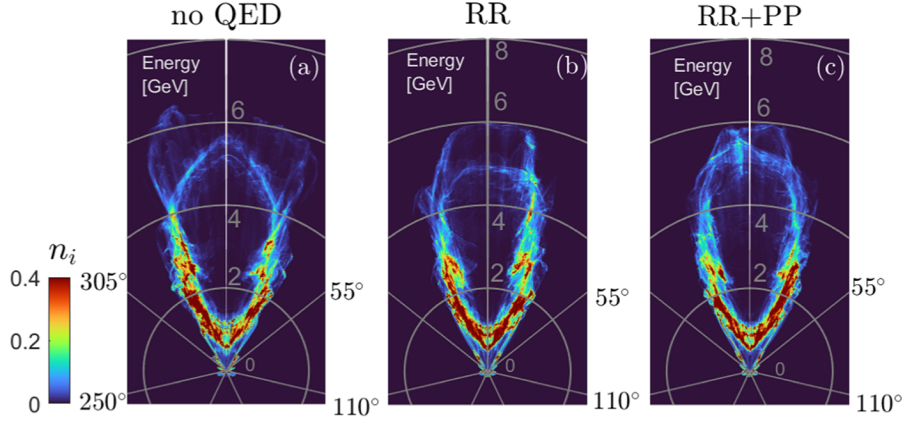 no QED
RR
RR+PP
Energy
[GeV]
(a)
6
4
2
0
Energy
[GeV]
(b)
8
6
4
2
0
Energy
[GeV]
(c)
8
6
4
2
0
n_i
0.4
0.2
0
305°
250°
55°
110°
55°
110°
55°
110°